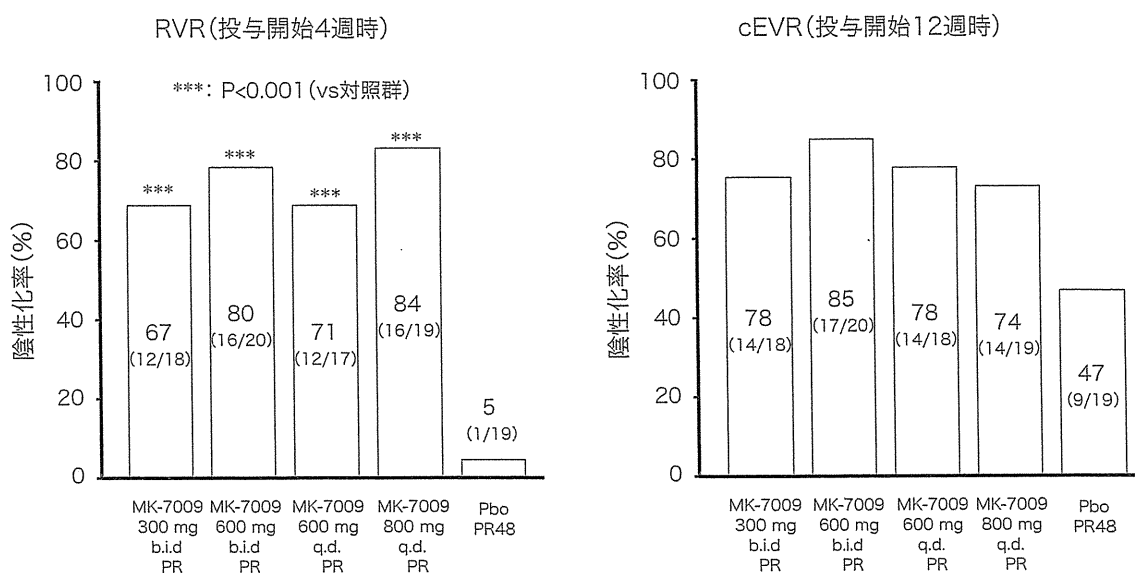 RVR(投与開始4週時)
***: P<0.001(vs対照群)
陰性化率(%)
100
80
60
40
20
0
***
***
***
***
67
(12/18)
80
(16/20)
71
(12/17)
84
(16/19)
5
(1/19)
MK-7009
300 mg
b.i.d
PR
MK-7009
600 mg
b.i.d
PR
MK-7009
600 mg
q.d.
PR
MK-7009
800 mg
q.d.
PR
Pbo
PR48
cEVR(投与開始12週時)
陰性化率(%)
100
80
60
40
20
0
78
(14/18)
85
(17/20)
78
(14/18)
74
(14/19)
47
(9/19)
MK-7009
300 mg
b.i.d
PR
MK-7009
600 mg
b.i.d
PR
MK-7009
600 mg
q.d.
PR
MK-7009
800 mg
q.d.
PR
Pbo
PR48